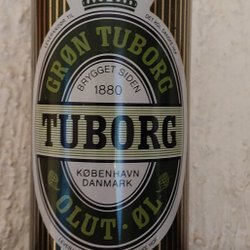 GRØN TUBORG
BRYGGET SIDEN
1880
TUBORG
KØBENHAVN
DANMARK
OLUT · ØL